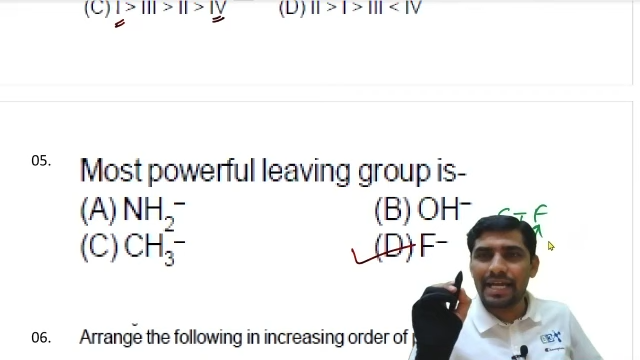 (C) I > III > II > IV (D) II > I > III < IV
05. Most powerful leaving group is-
(A) NH₂⁻ (B) OH⁻
(C) CH₃⁻ (D) F⁻
06. Arrange the following in increasing order of